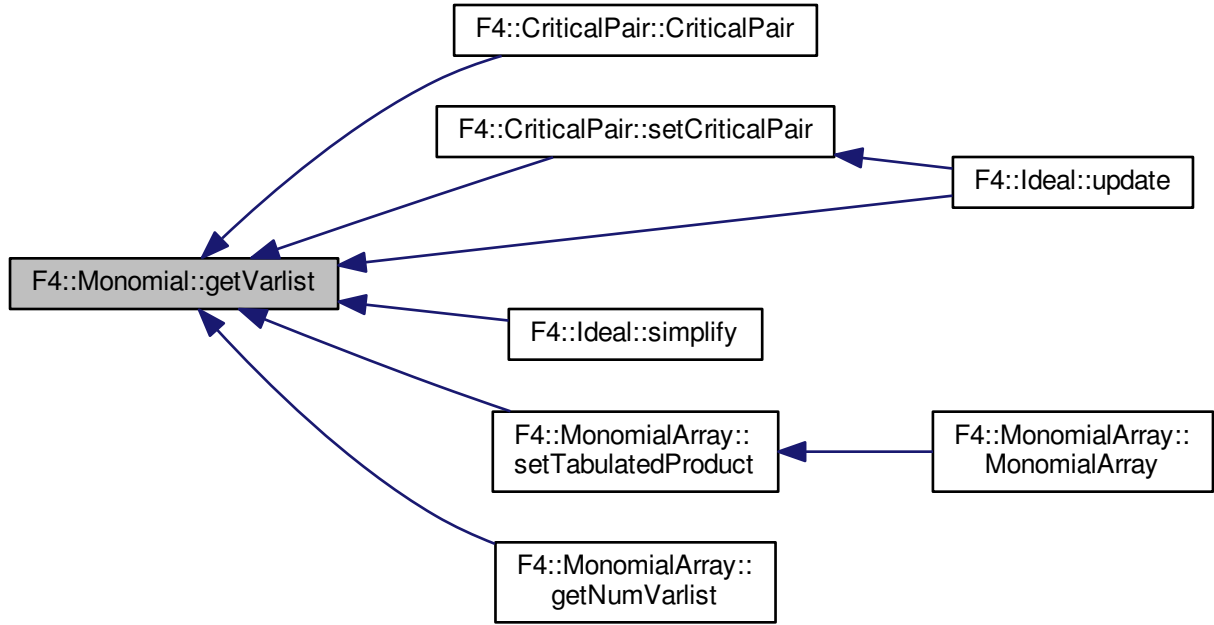 F4::CriticalPair::CriticalPair
F4::CriticalPair::setCriticalPair
F4::Ideal::update
F4::Monomial::getVarlist
F4::Ideal::simplify
F4::MonomialArray::
setTabulatedProduct
F4::MonomialArray::
MonomialArray
F4::MonomialArray::
getNumVarlist